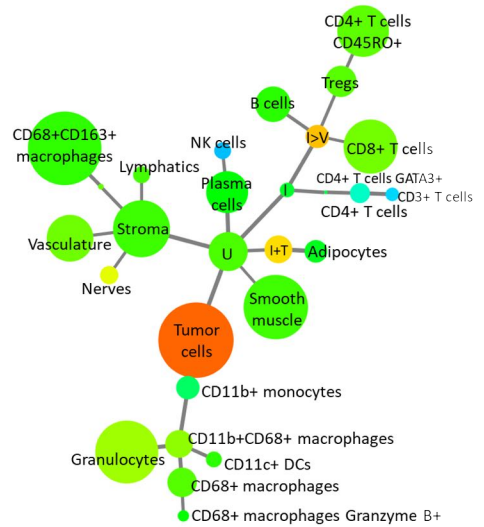 CD4+ T cells
CD45RO+
Tregs
B cells
I>V
CD8+ T cells
CD68+CD163+
macrophages
NK cells
Lymphatics
Plasma
cells
I
CD4+ T cells GATA3+
CD3+ T cells
CD4+ T cells
Stroma
Vasculature
U
I+T
Adipocytes
Nerves
Smooth
muscle
Tumor
cells
CD11b+ monocytes
CD11b+CD68+ macrophages
Granulocytes
CD11c+ DCs
CD68+ macrophages
CD68+ macrophages Granzyme B+